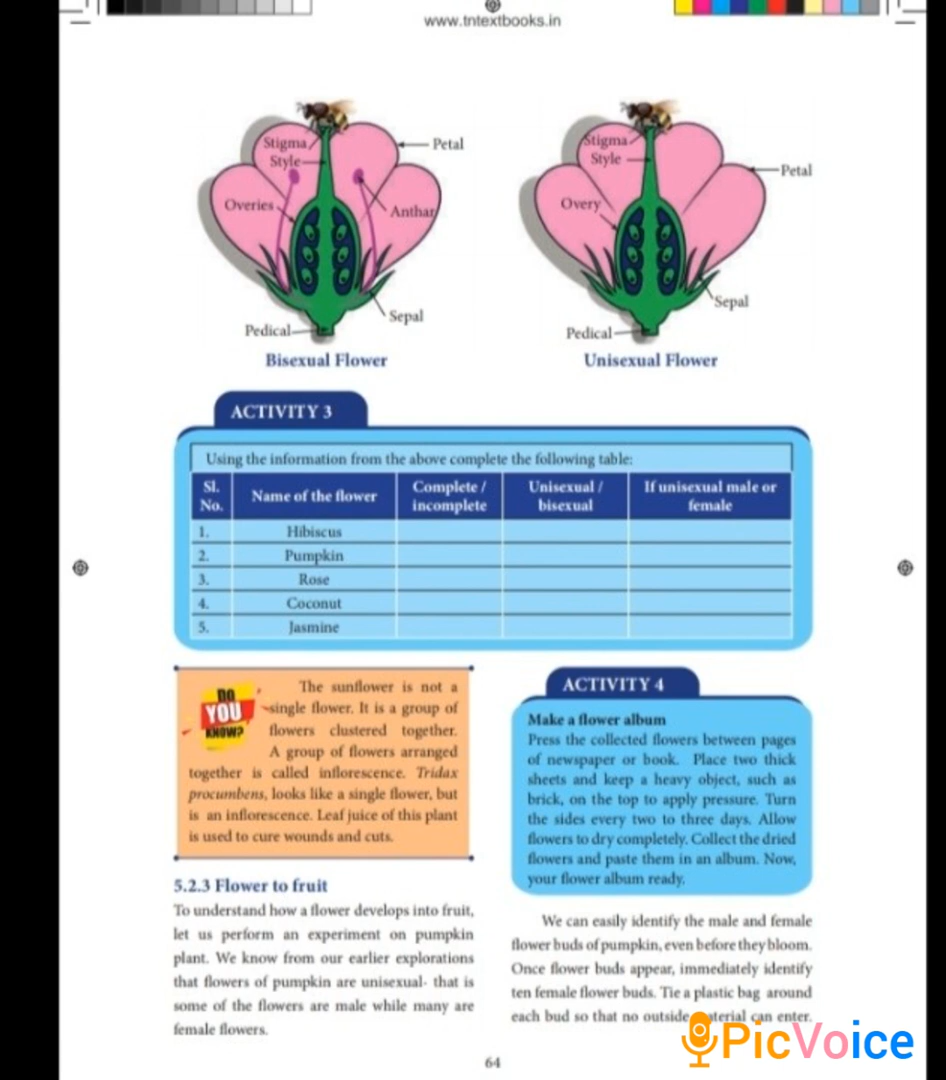 www.tntextbooks.in
Stigma
Style
Overies
Petal
Anthar
Sepal
Pedical
Bisexual Flower
Stigma
Style
Overy
Petal
Sepal
Pedical
Unisexual Flower
ACTIVITY 3
Using the information from the above complete the following table:
Sl. No. Name of the flower Complete / incomplete Unisexual / bisexual If unisexual male or female
1. Hibiscus
2. Pumpkin
3. Rose
4. Coconut
5. Jasmine
DO
YOU
KNOW?
The sunflower is not a
single flower. It is a group of
flowers clustered together.
A group of flowers arranged
together is called inflorescence. Tridax
procumbens, looks like a single flower, but
is an inflorescence. Leaf juice of this plant
is used to cure wounds and cuts.
5.2.3 Flower to fruit
To understand how a flower develops into fruit,
let us perform an experiment on pumpkin
plant. We know from our earlier explorations
that flowers of pumpkin are unisexual- that is
some of the flowers are male while many are
female flowers.
ACTIVITY 4
Make a flower album
Press the collected flowers between pages
of newspaper or book. Place two thick
sheets and keep a heavy object, such as
brick, on the top to apply pressure. Turn
the sides every two to three days. Allow
flowers to dry completely. Collect the dried
flowers and paste them in an album. Now,
your flower album ready.
We can easily identify the male and female
flower buds of pumpkin, even before they bloom.
Once flower buds appear, immediately identify
ten female flower buds. Tie a plastic bag around
each bud so that no outside can enter.
64
PicVoice